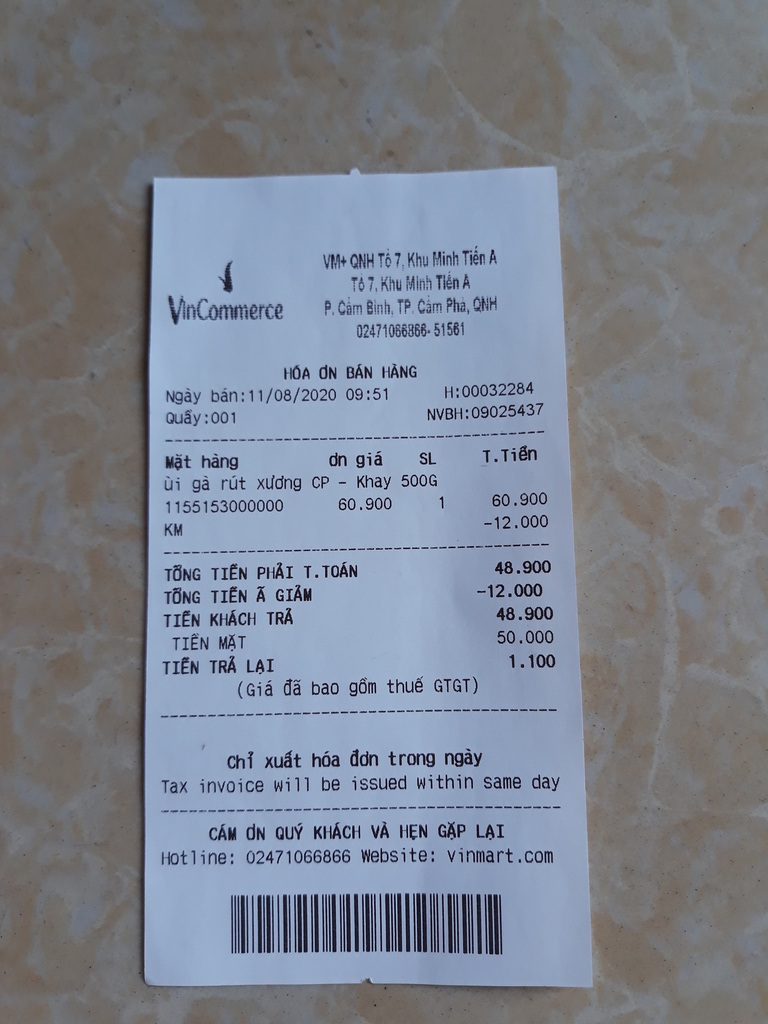 VinCommerce
VM+ QNH Tổ 7, Khu Minh Tiến A
Tổ 7, Khu Minh Tiến A
P. Cẩm Bình, TP. Cẩm Phả, QNH
02471066866- 51561
HÓA ƠN BÁN HÀNG
Ngày bán:11/08/2020 09:51 H:00032284
Quầy:001 NVBH:09025437
Mặt hàng ơn giá SL T.Tiền
ùi gà rút xương CP - Khay 500G
1155153000000 60.900 1 60.900
KM -12.000
TỔNG TIỀN PHẢI T.TOÁN 48.900
TỔNG TIỀN Ã GIẢM -12.000
TIỀN KHÁCH TRẢ 48.900
TIỀN MẶT 50.000
TIỀN TRẢ LẠI 1.100
(Giá đã bao gồm thuế GTGT)
Chỉ xuất hóa đơn trong ngày
Tax invoice will be issued within same day
CÁM ƠN QUÝ KHÁCH VÀ HẸN GẶP LẠI
Hotline: 02471066866 Website: vinmart.com